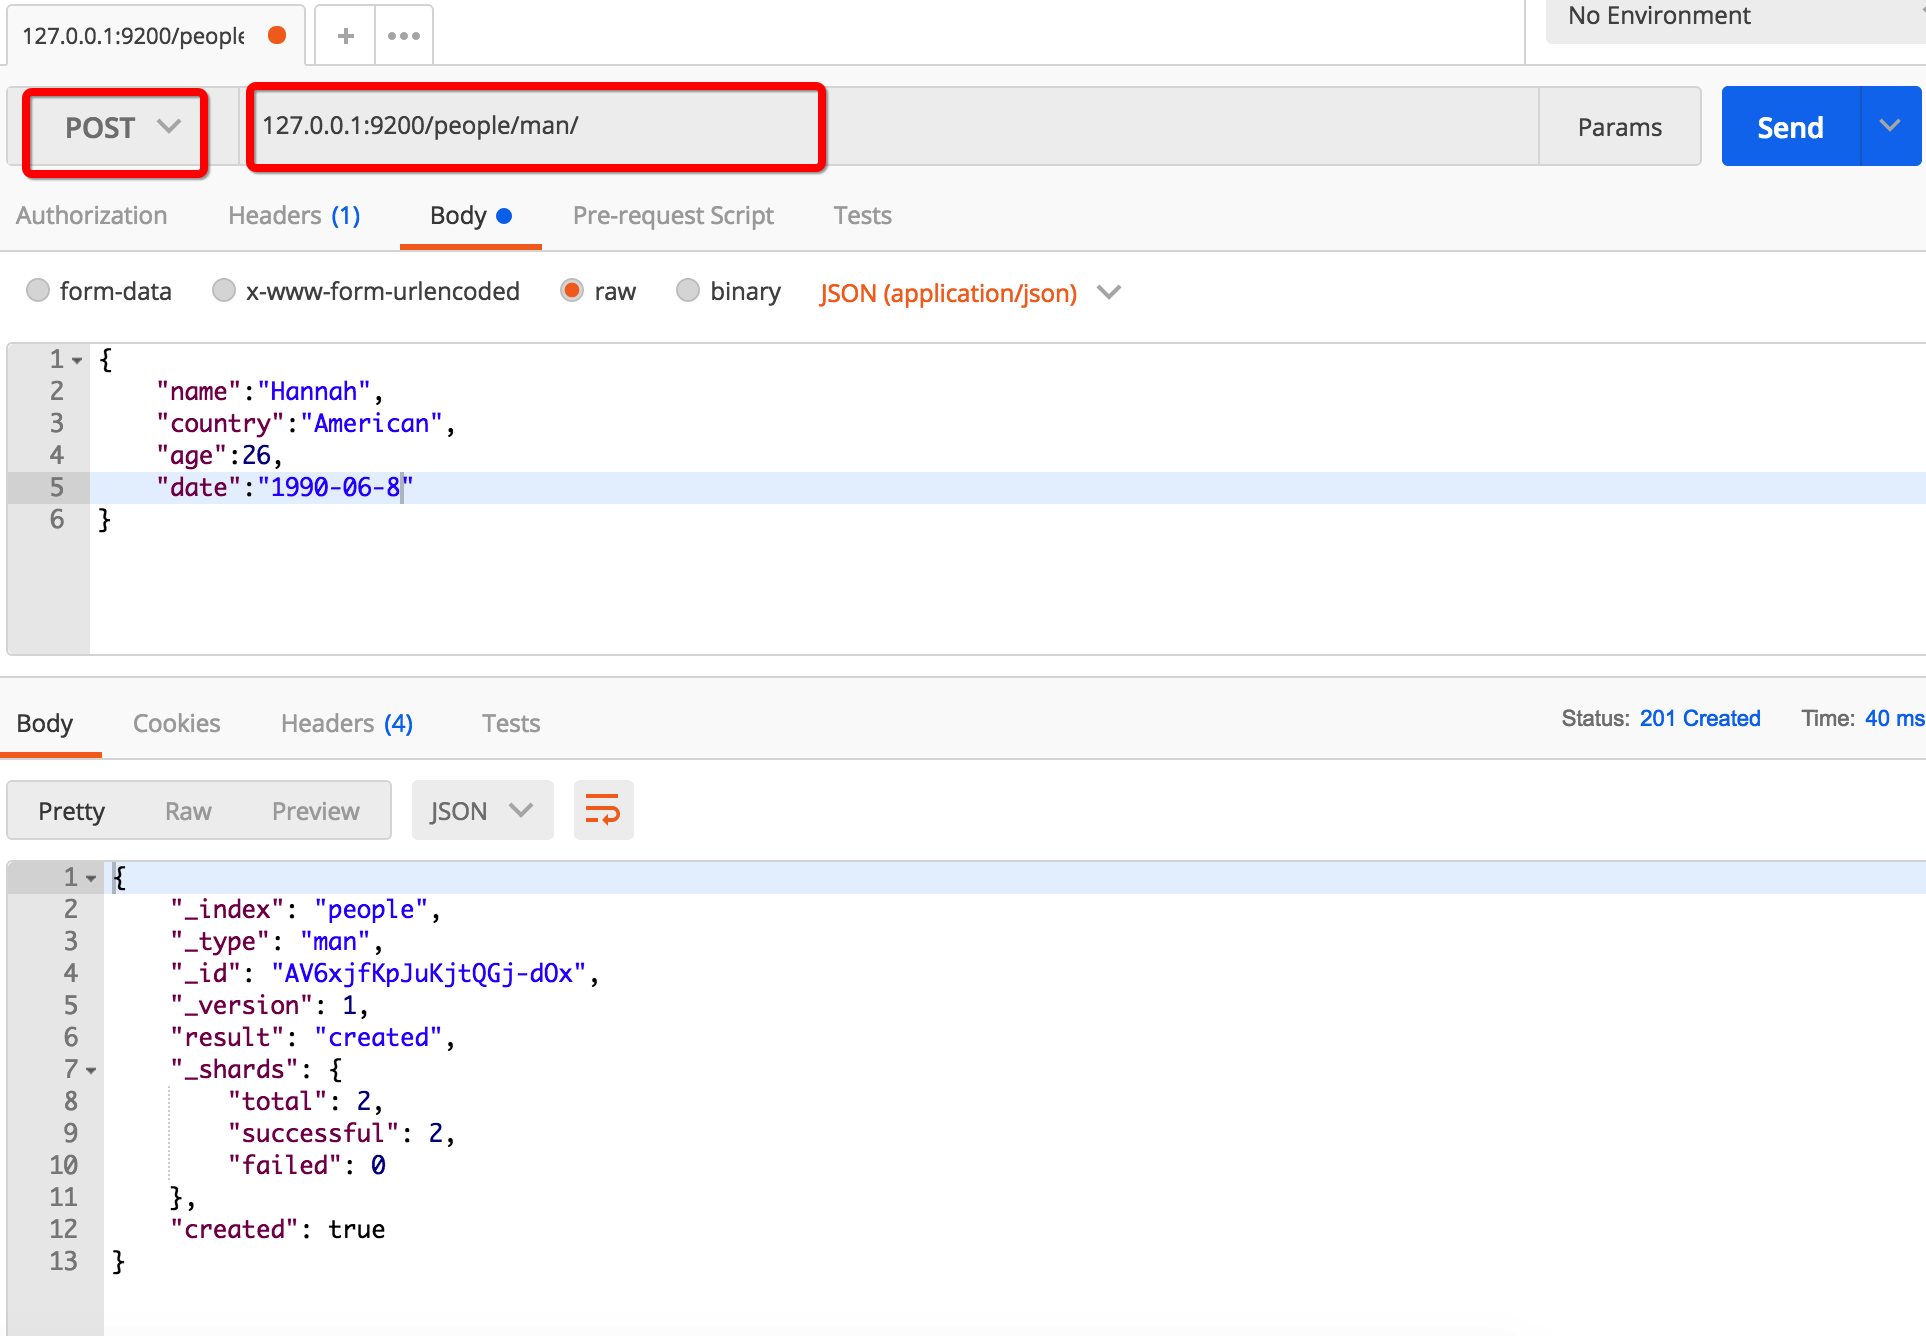 127.0.0.1:9200/people
+
No Environment
POST 127.0.0.1:9200/people/man/ Params Send
Authorization Headers (1) Body Pre-request Script Tests
form-data x-www-form-urlencoded raw binary JSON (application/json)
1 {
2 "name":"Hannah",
3 "country":"American",
4 "age":26,
5 "date":"1990-06-8"
6 }
Body Cookies Headers (4) Tests Status: 201 Created Time: 40 ms
Pretty Raw Preview JSON
1 {
2 "_index": "people",
3 "_type": "man",
4 "_id": "AV6xjfKpJuKjtQGj-dOx",
5 "_version": 1,
6 "result": "created",
7 "_shards": {
8 "total": 2,
9 "successful": 2,
10 "failed": 0
11 },
12 "created": true
13 }